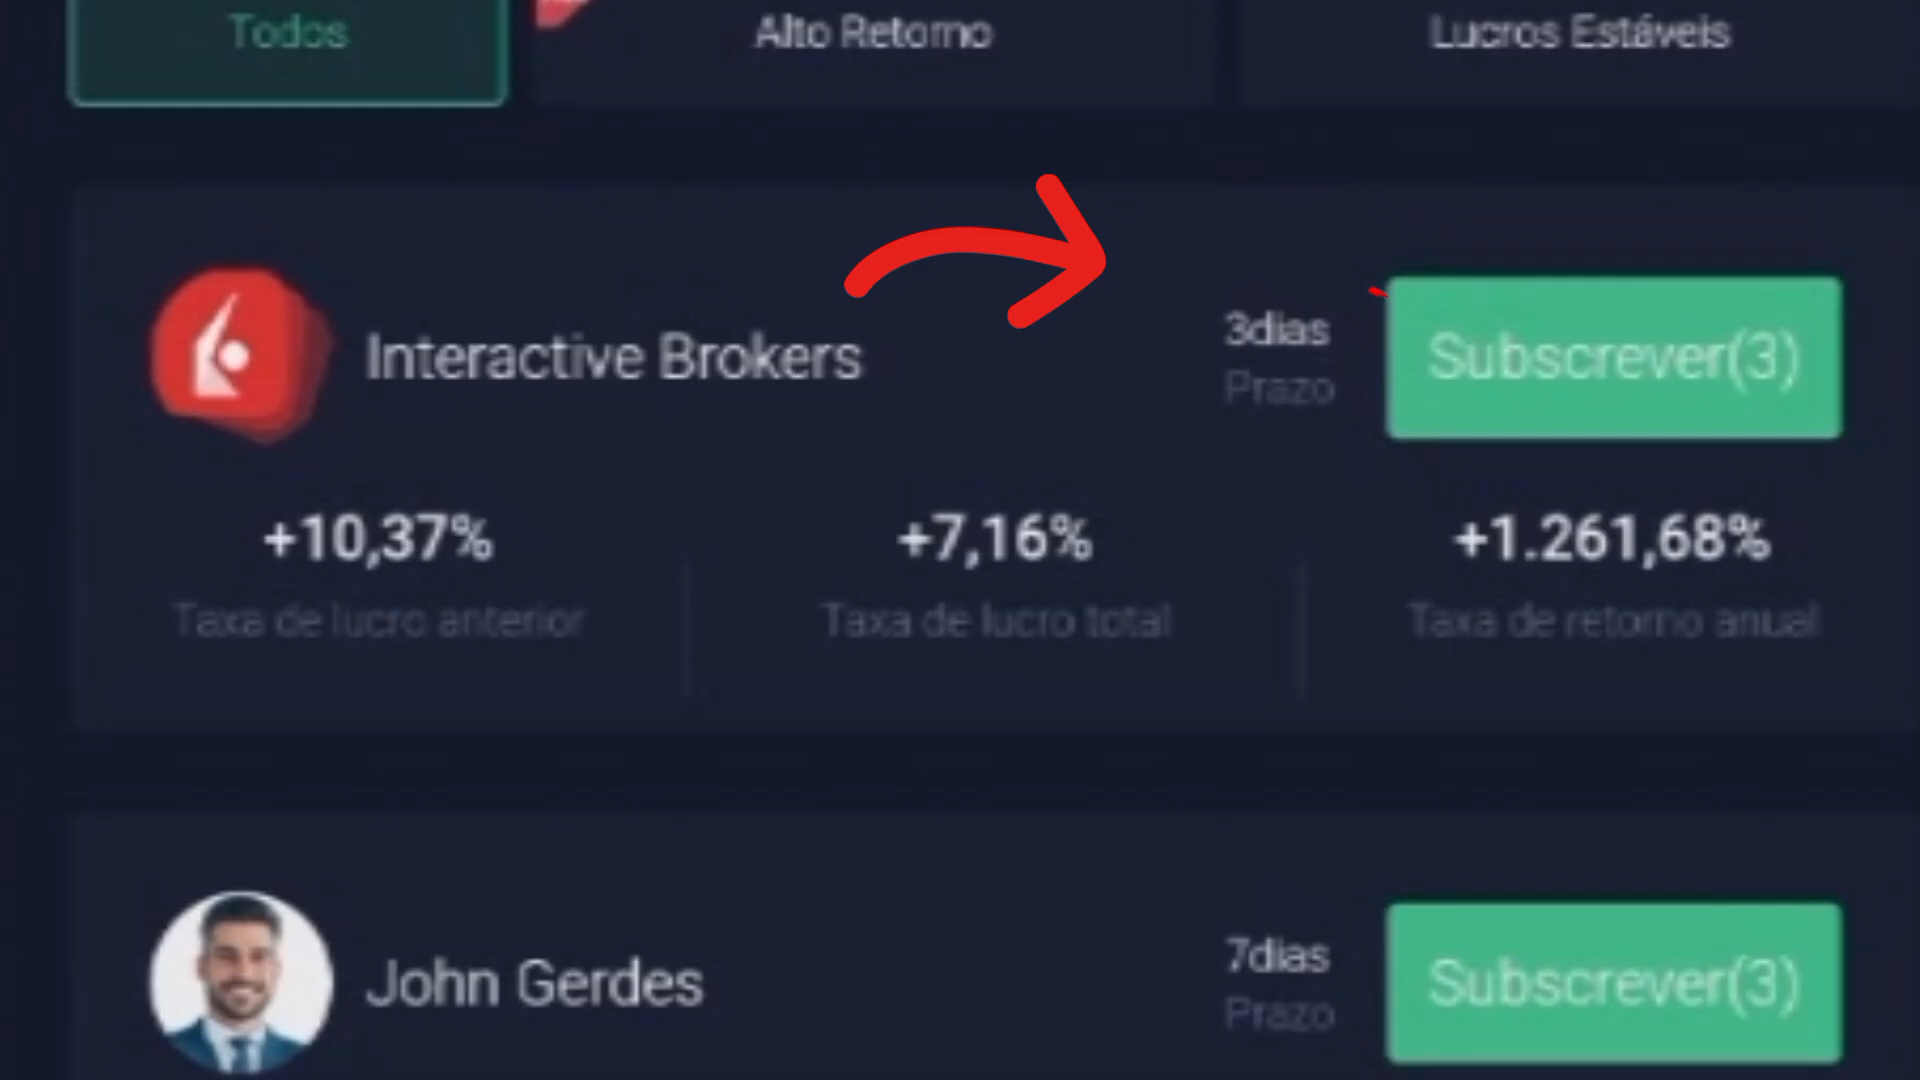 Todos
Alto Retorno
Lucros Estáveis
Interactive Brokers
3dias
Prazo
Subscrever(3)
+10,37%
+7,16%
+1.261,68%
Taxa de lucro anterior
Taxa de lucro total
Taxa de retorno anual
John Gerdes
7dias
Prazo
Subscrever(3)